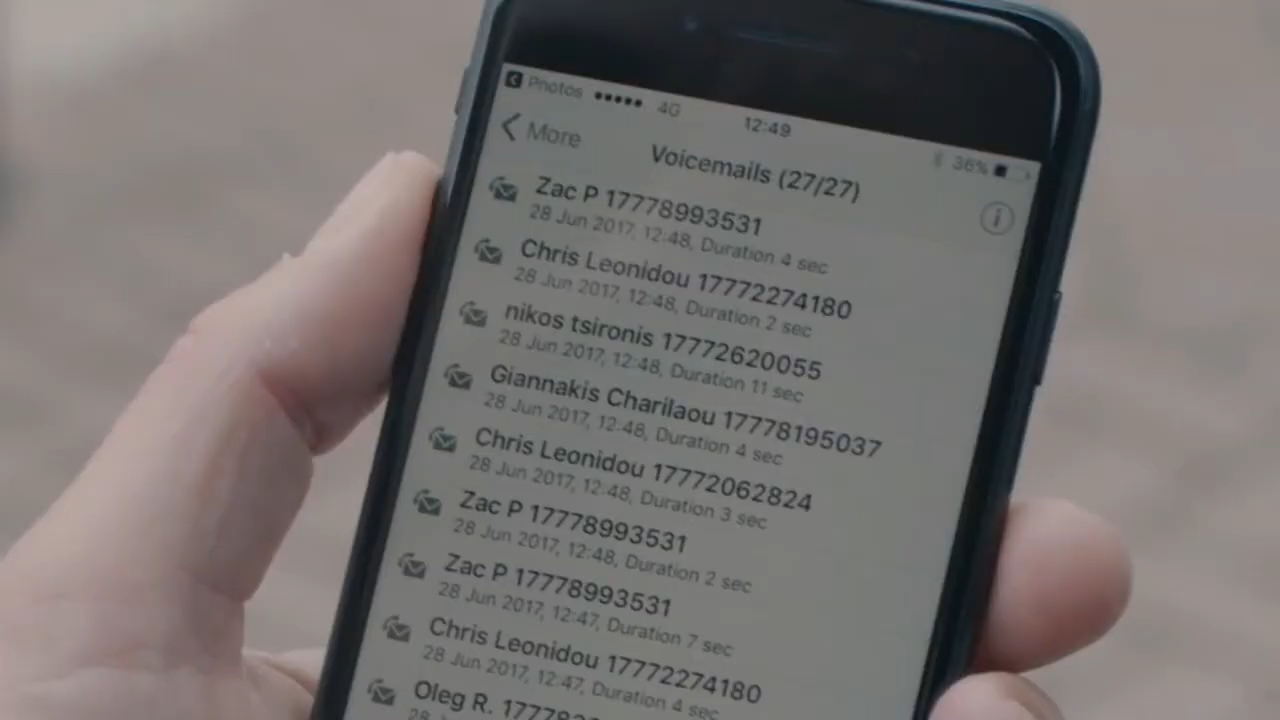 Photos 4G 12:49 36%
More
Voicemails (27/27)
Zac P 17778993531
28 Jun 2017, 12:48, Duration 4 sec
Chris Leonidou 17772274180
28 Jun 2017, 12:48, Duration 2 sec
nikos tsironis 17772620055
28 Jun 2017, 12:48, Duration 11 sec
Giannakis Charilaou 17778195037
28 Jun 2017, 12:48, Duration 4 sec
Chris Leonidou 17772062824
28 Jun 2017, 12:48, Duration 3 sec
Zac P 17778993531
28 Jun 2017, 12:48, Duration 2 sec
Zac P 17778993531
28 Jun 2017, 12:47, Duration 7 sec
Chris Leonidou 17772274180
28 Jun 2017, 12:47, Duration 4 sec
Oleg R.
28